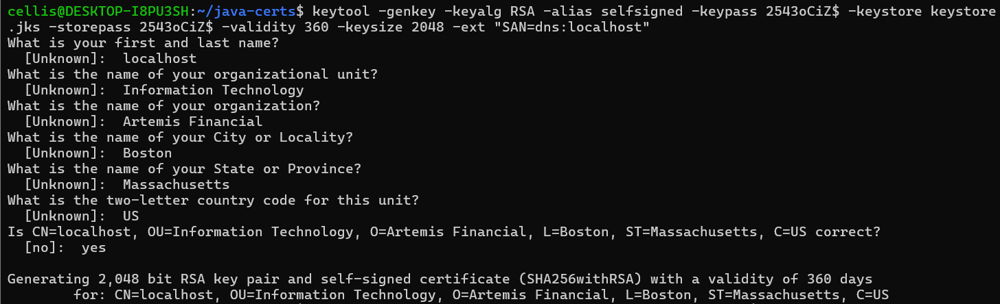 cellis@DESKTOP-I8PU3SH:~/java-certs$ keytool -genkey -keyalg RSA -alias selfsigned -keypass 2543oCiZ$ -keystore keystore
.jks -storepass 2543oCiZ$ -validity 360 -keysize 2048 -ext "SAN=dns:localhost"
What is your first and last name?
  [Unknown]:  localhost
What is the name of your organizational unit?
  [Unknown]:  Information Technology
What is the name of your organization?
  [Unknown]:  Artemis Financial
What is the name of your City or Locality?
  [Unknown]:  Boston
What is the name of your State or Province?
  [Unknown]:  Massachusetts
What is the two-letter country code for this unit?
  [Unknown]:  US
Is CN=localhost, OU=Information Technology, O=Artemis Financial, L=Boston, ST=Massachusetts, C=US correct?
  [no]:  yes

Generating 2,048 bit RSA key pair and self-signed certificate (SHA256withRSA) with a validity of 360 days
        for: CN=localhost, OU=Information Technology, O=Artemis Financial, L=Boston, ST=Massachusetts, C=US